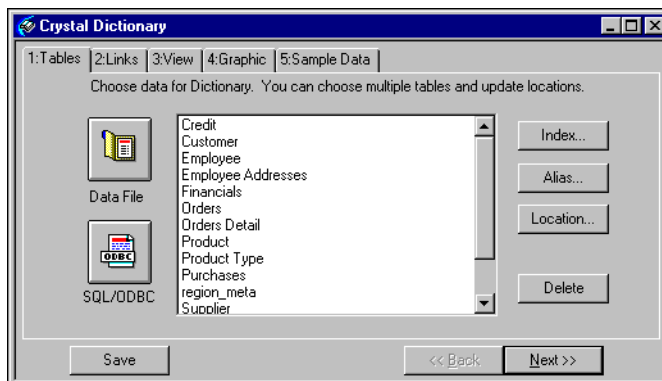 Crystal Dictionary
1:Tables 2:Links 3:View 4:Graphic 5:Sample Data
Choose data for Dictionary. You can choose multiple tables and update locations.
Data File
ODBC
SQL/ODBC
Credit
Customer
Employee
Employee Addresses
Financials
Orders
Orders Detail
Product
Product Type
Purchases
region_meta
Supplier
Index...
Alias...
Location...
Delete
Save
<< Back
Next >>